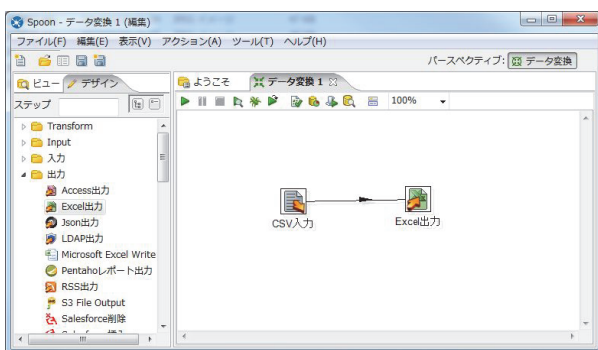 Spoon - データ変換 1 (編集)
ファイル(F) 編集(E) 表示(V) アクション(A) ツール(T) ヘルプ(H)
パースペクティブ: データ変換
ビュー デザイン
ようこそ データ変換 1
ステップ
100%
Transform
Input
入力
出力
Access出力
Excel出力
Json出力
LDAP出力
Microsoft Excel Write
Pentahoレポート出力
RSS出力
S3 File Output
Salesforce削除
CSV入力
Excel出力